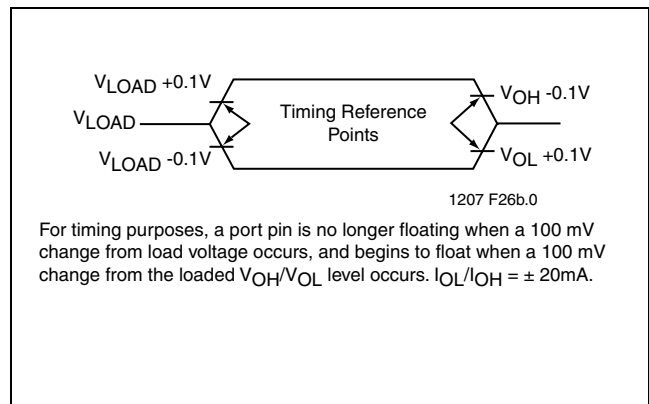 VLOAD +0.1V
VLOAD
VLOAD -0.1V
Timing Reference
Points
VOH -0.1V
VOL +0.1V
1207 F26b.0
For timing purposes, a port pin is no longer floating when a 100 mV
change from load voltage occurs, and begins to float when a 100 mV
change from the loaded VOH/VOL level occurs. IOL/IOH = ± 20mA.